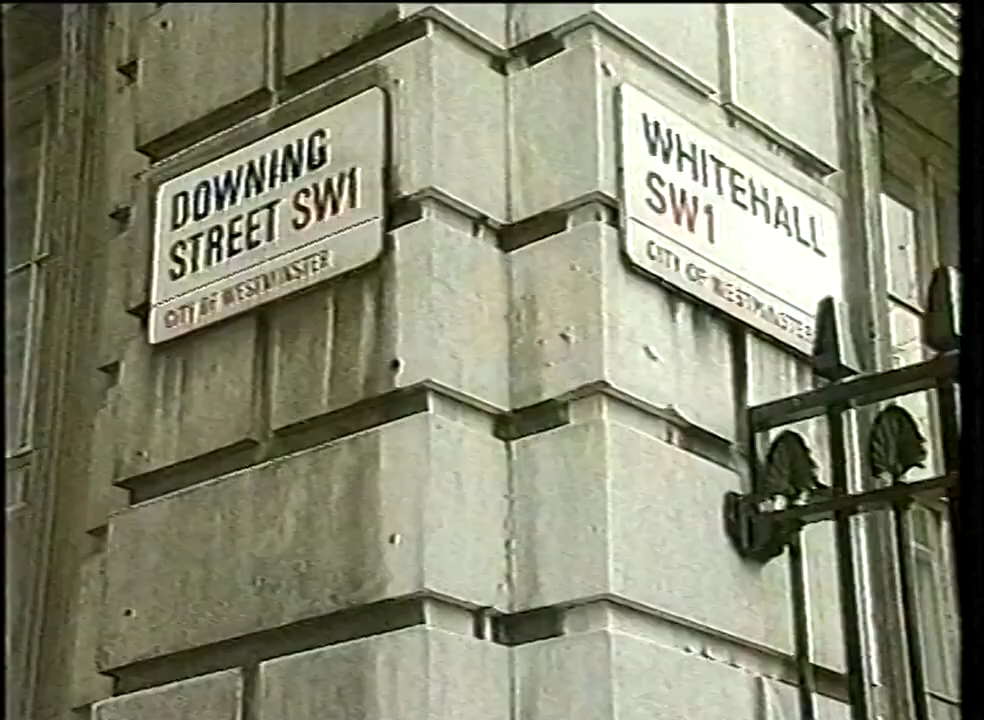 DOWNING
STREET SW1
CITY OF WESTMINSTER
WHITEHALL
SW1
CITY OF WESTMINSTER